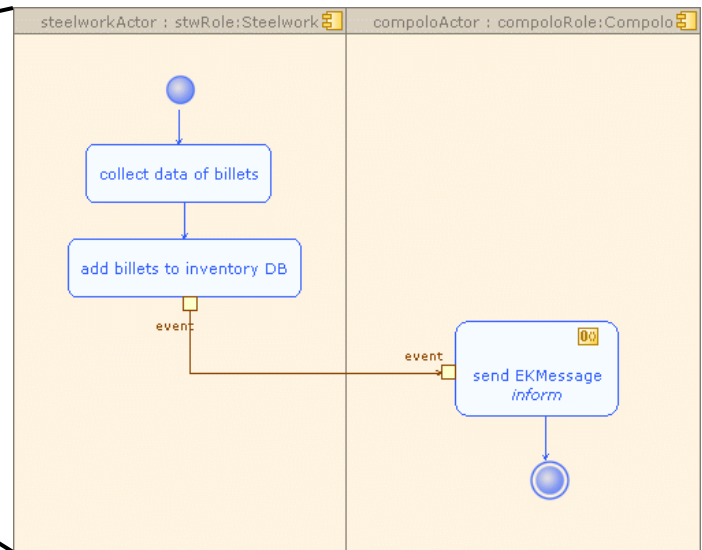 steelworkActor : stwRole:Steelwork
compoloActor : compoloRole:Compolo
collect data of billets
add billets to inventory DB
event
event
send EKMessage
inform